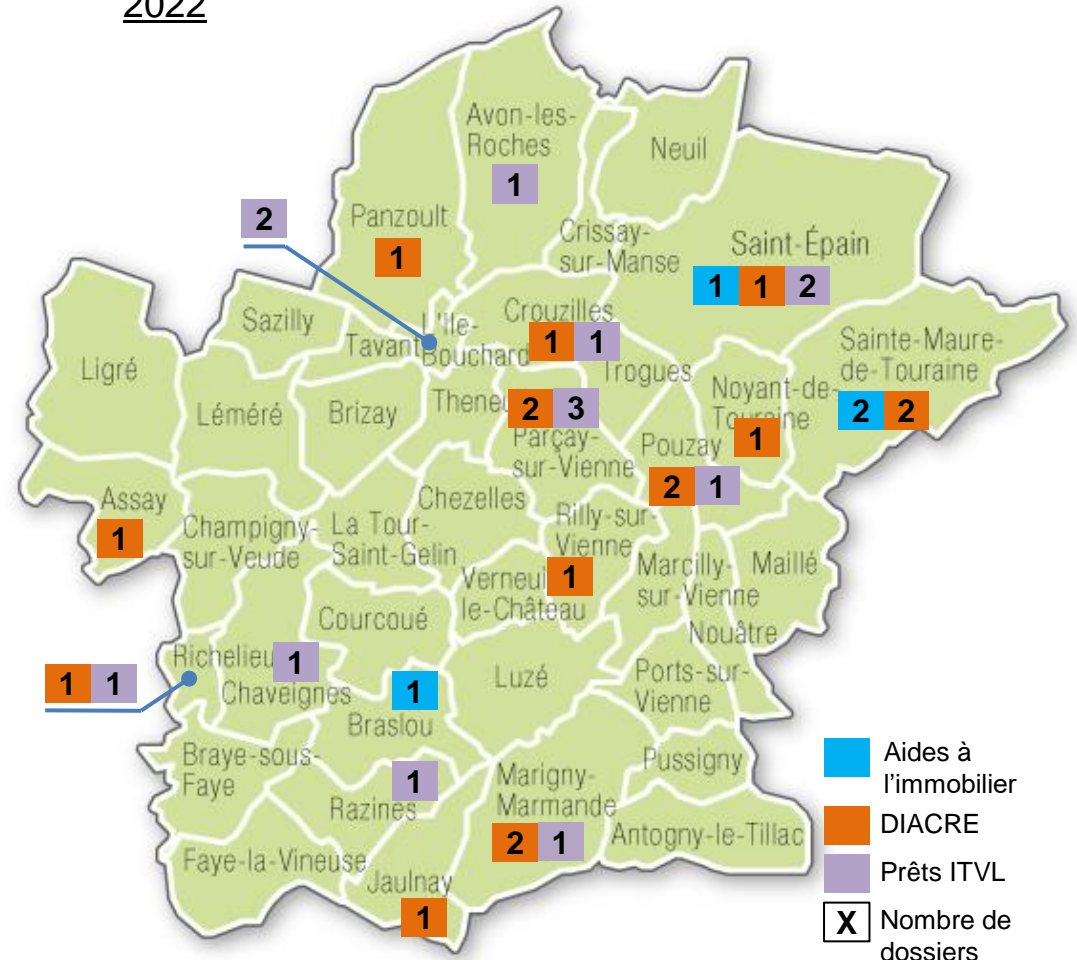 2022
Avon-les-
Roches
1
Neuil
2
Panzoult
1
Crissay-
sur-Manse
Saint-Épain
1 1 2
Sazilly
Tavant
L'Ile-
Bouchard
Crouzilles
1 1
Trogues
Sainte-Maure-
de-Touraine
2 2
Ligré
Léméré
Brizay
Theneu
2 3
Parçay-
sur-Vienne
Noyant-de-
Touraine
1
Pouzay
2 1
Assay
1
Champigny-
sur-Veude
La Tour-
Saint-Gelin
Chezelles
Rilly-sur-
Vienne
1
Verneui
le-Château
Marcilly-
sur-Vienne
Maillé
Nouâtre
Courcoué
Richelieu
1 1
1
Chaveignes
1
Braslou
Luzé
Ports-sur-
Vienne
Braye-sous-
Faye
1
Razines
Marigny-
Marmande
2 1
Pussigny
Antogny-le-Tillac
Faye-la-Vineuse
Jaulnay
1
Aides à
l’immobilier
DIACRE
Prêts ITVL
X Nombre de
dossiers